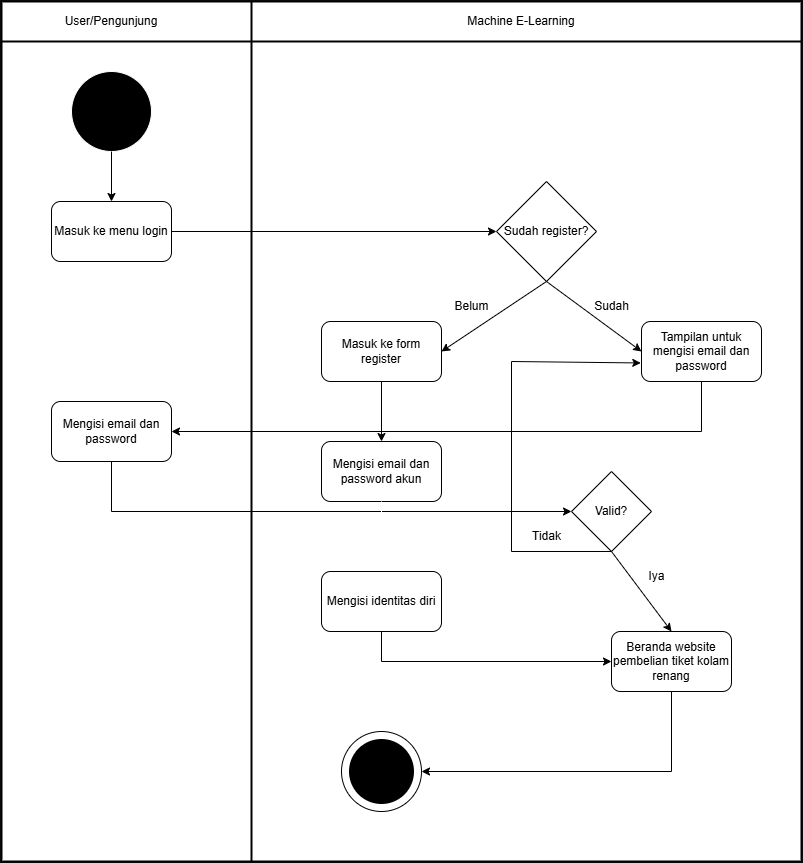 User/Pengunjung
Machine E-Learning
Masuk ke menu login
Sudah register?
Belum
Sudah
Masuk ke form
register
Tampilan untuk
mengisi email dan
password
Mengisi email dan
password
Mengisi email dan
password akun
Valid?
Tidak
Iya
Mengisi identitas diri
Beranda website
pembelian tiket kolam
renang